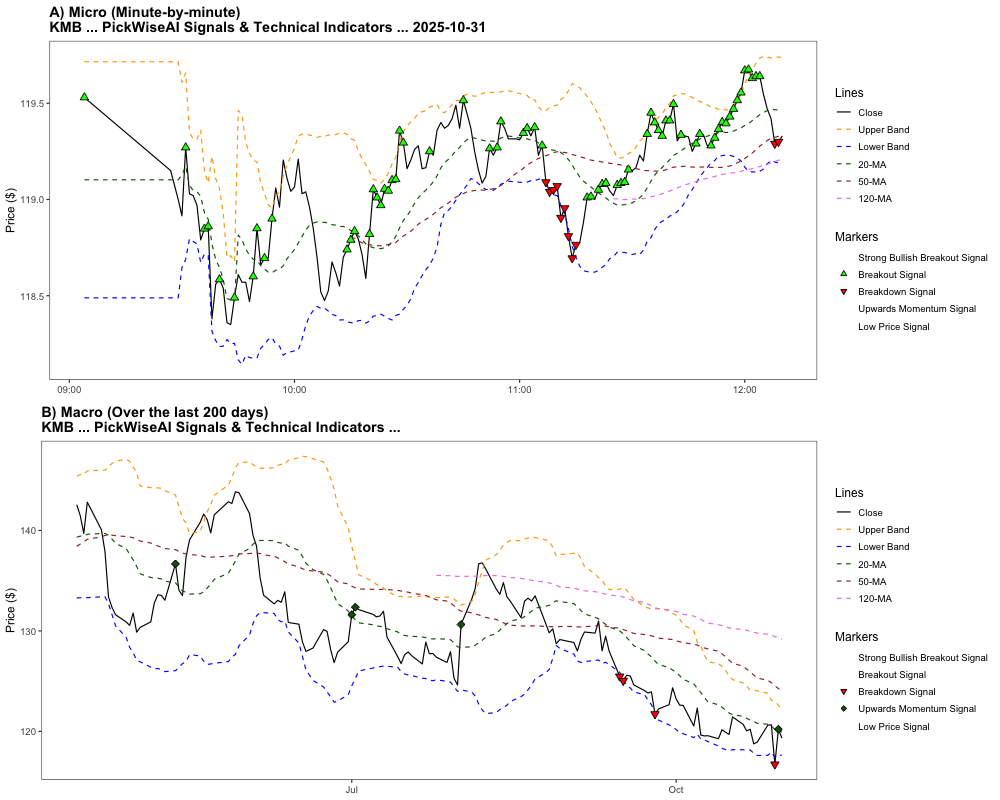 A) Micro (Minute-by-minute)
KMB ... PickWiseAI Signals & Technical Indicators ... 2025-10-31
Price ($)
119.5
119.0
118.5
09:00
10:00
11:00
12:00
Lines
Close
Upper Band
Lower Band
20-MA
50-MA
120-MA
Markers
Strong Bullish Breakout Signal
Breakout Signal
Breakdown Signal
Upwards Momentum Signal
Low Price Signal
B) Macro (Over the last 200 days)
KMB ... PickWiseAI Signals & Technical Indicators ...
Price ($)
140
130
120
Jul
Oct
Lines
Close
Upper Band
Lower Band
20-MA
50-MA
120-MA
Markers
Strong Bullish Breakout Signal
Breakout Signal
Breakdown Signal
Upwards Momentum Signal
Low Price Signal